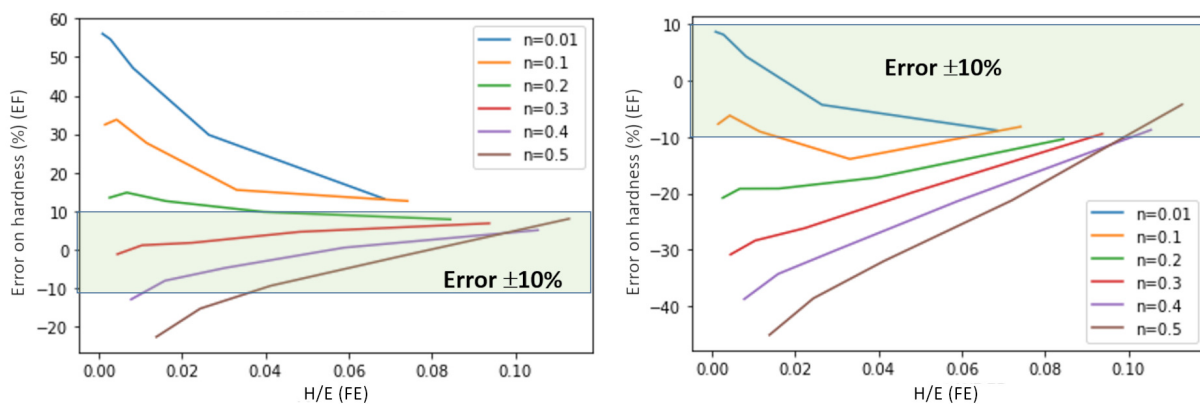 Error on hardness (%) (EF)
60
50
40
30
20
10
0
−10
−20
n=0.01
n=0.1
n=0.2
n=0.3
n=0.4
n=0.5
Error ±10%
0.00 0.02 0.04 0.06 0.08 0.10
H/E (FE)
Error on hardness (%) (EF)
10
0
−10
−20
−30
−40
Error ±10%
n=0.01
n=0.1
n=0.2
n=0.3
n=0.4
n=0.5
0.00 0.02 0.04 0.06 0.08 0.10
H/E (FE)